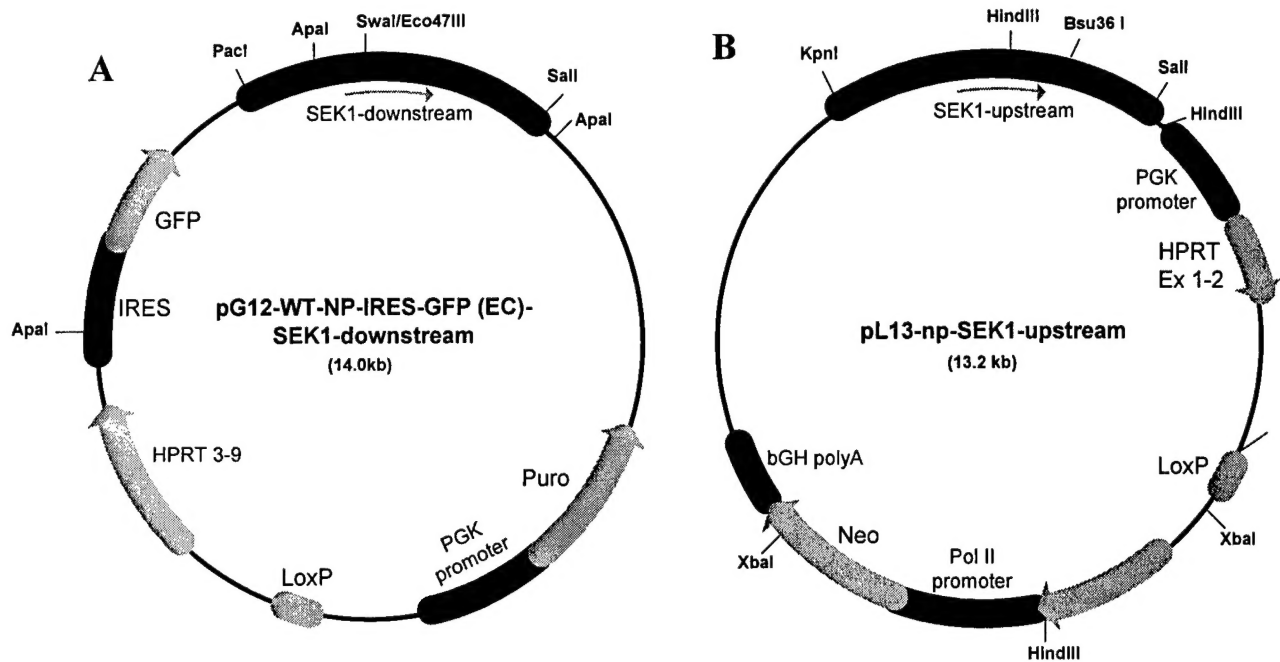 A
PacI
ApaI
SwaI/Eco47III
SalI
ApaI
SEK1-downstream
GFP
IRES
ApaI
pG12-WT-NP-IRES-GFP (EC)-
SEK1-downstream
(14.0kb)
HPRT 3-9
LoxP
PGK
promoter
Puro
B
KpnI
HindIII
Bsu36 I
SalI
HindIII
SEK1-upstream
PGK
promoter
HPRT
Ex 1-2
pL13-np-SEK1-upstream
(13.2 kb)
bGH polyA
LoxP
XbaI
Neo
Pol II
promoter
XbaI
HindIII